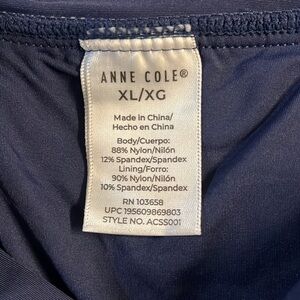 ANNE COLE®
XL/XG
Made in China/
Hecho en China
Body/Cuerpo:
88% Nylon/Nilón
12% Spandex/Spandex
Lining/Forro:
90% Nylon/Nilón
10% Spandex/Spandex
RN 103658
UPC 195609869803
STYLE NO. ACSS001